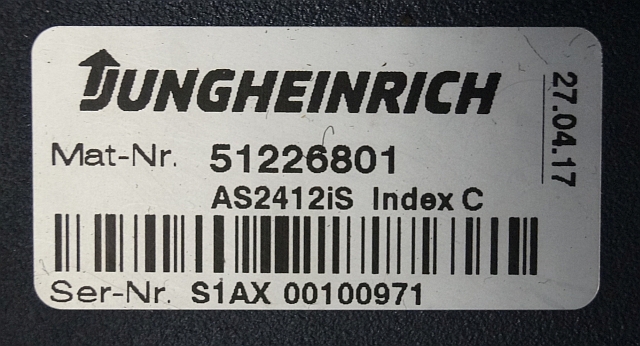 JUNGHEINRICH
27.04.17
Mat-Nr. 51226801
AS2412iS Index C
Ser-Nr. S1AX 00100971